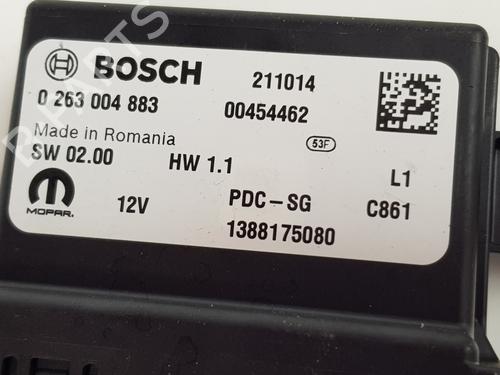 BOSCH 211014
0 263 004 883 00454462
Made in Romania 53F
SW 02.00 HW 1.1 L1
MOPAR 12V PDC-SG C861
1388175080
B PARTS